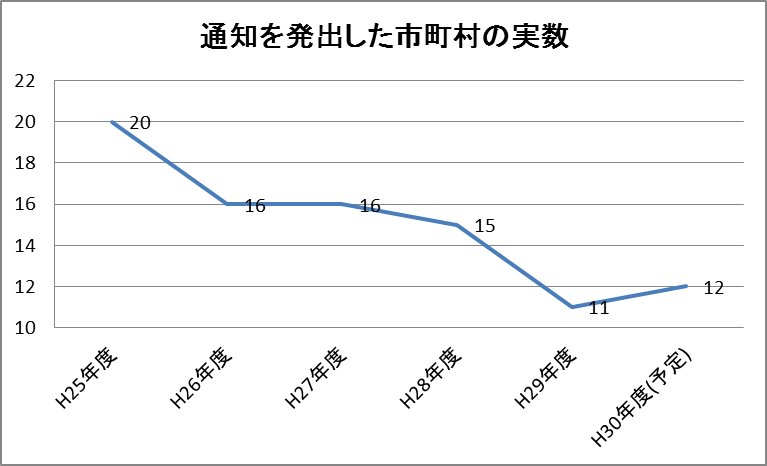 通知を発出した市町村の実数
22
20
18
16
14
12
10
20
16
16
15
11
12
H25年度
H26年度
H27年度
H28年度
H29年度
H30年度(予定)